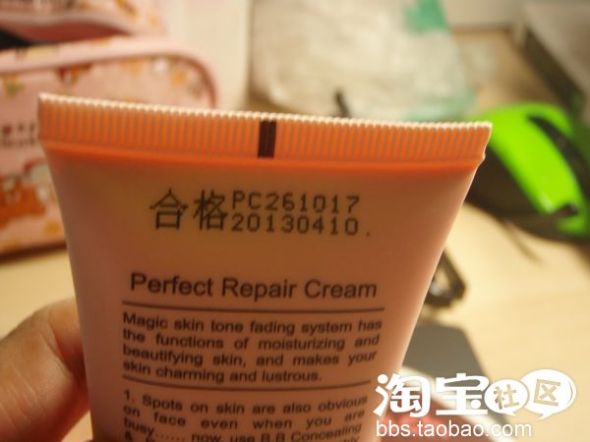 合格 PC261017
20130410.
Perfect Repair Cream
Magic skin tone fading system has
the functions of moisturizing and
beautifying skin, and makes your
skin charming and lustrous.
1. Spots on skin are also obvious
on face even when you are
busy...... now, use B.B Concealing
淘宝社区
bbs.taobao.com